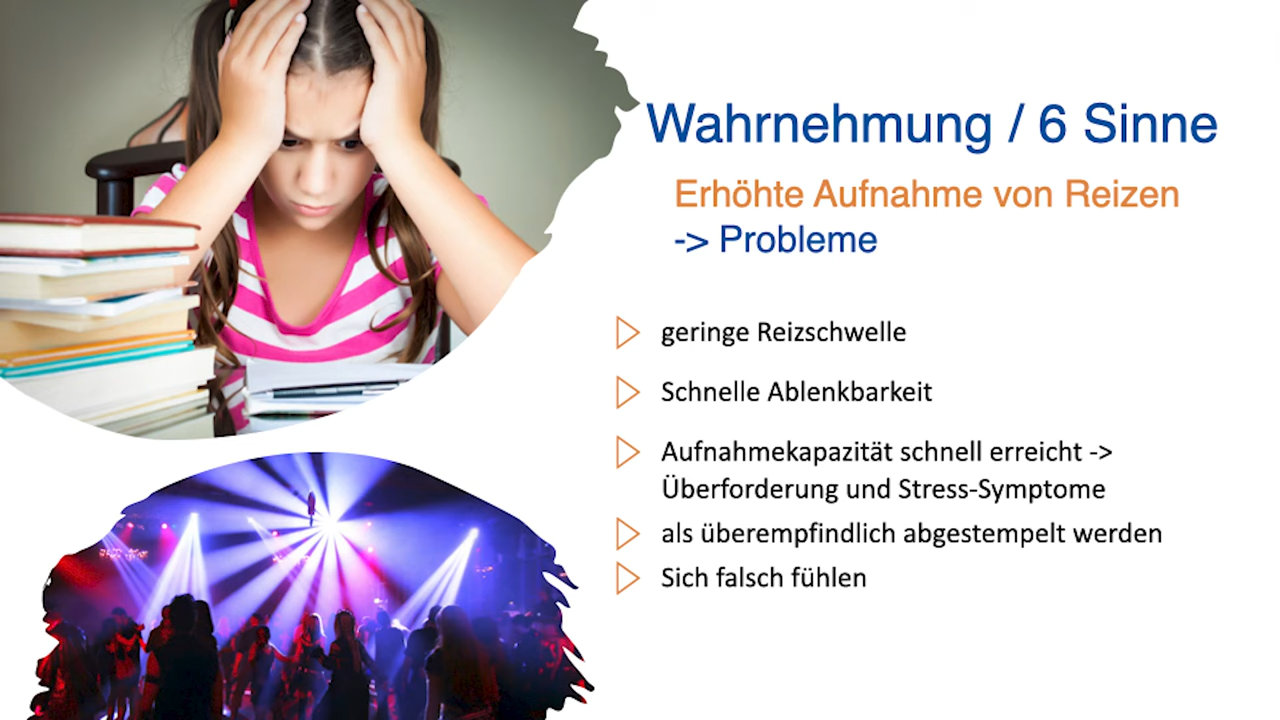 Wahrnehmung / 6 Sinne
Erhöhte Aufnahme von Reizen
-> Probleme
geringe Reizschwelle
Schnelle Ablenkbarkeit
Aufnahmekapazität schnell erreicht ->
Überforderung und Stress-Symptome
als überempfindlich abgestempelt werden
Sich falsch fühlen